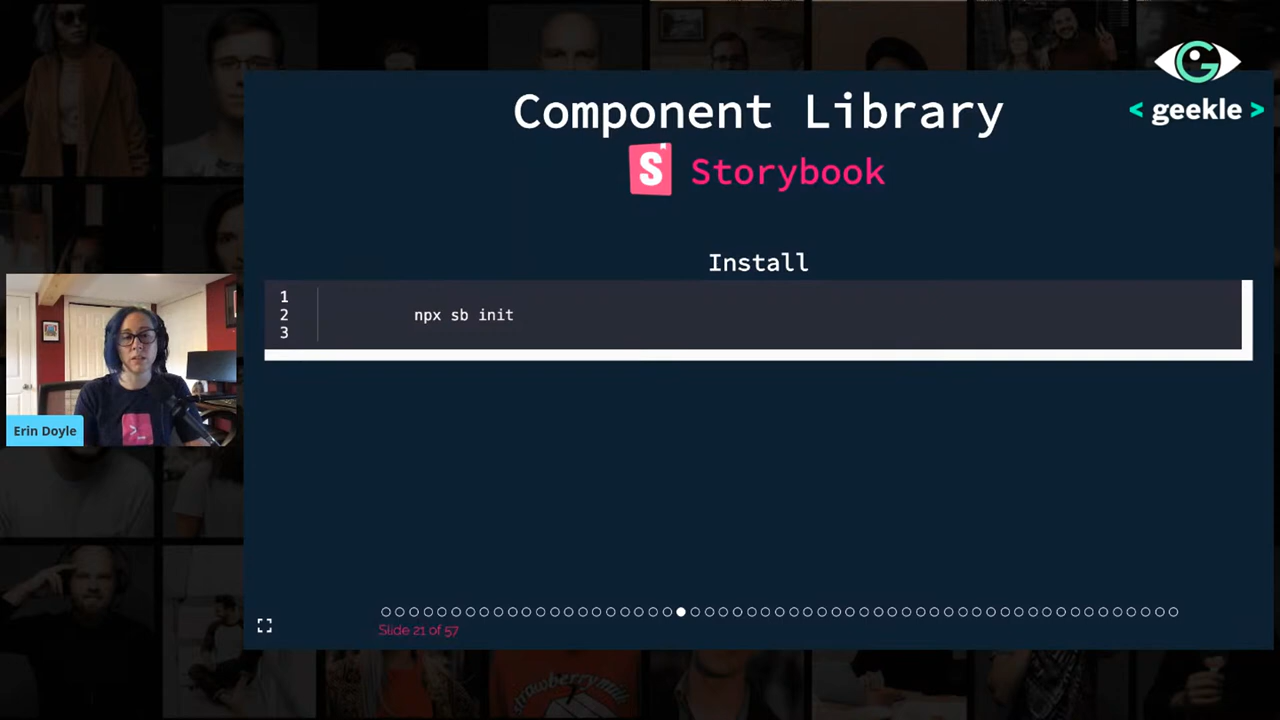 Component Library
< geekle >
S Storybook
Install
1
2 npx sb init
3
Erin Doyle
Slide 21 of 57